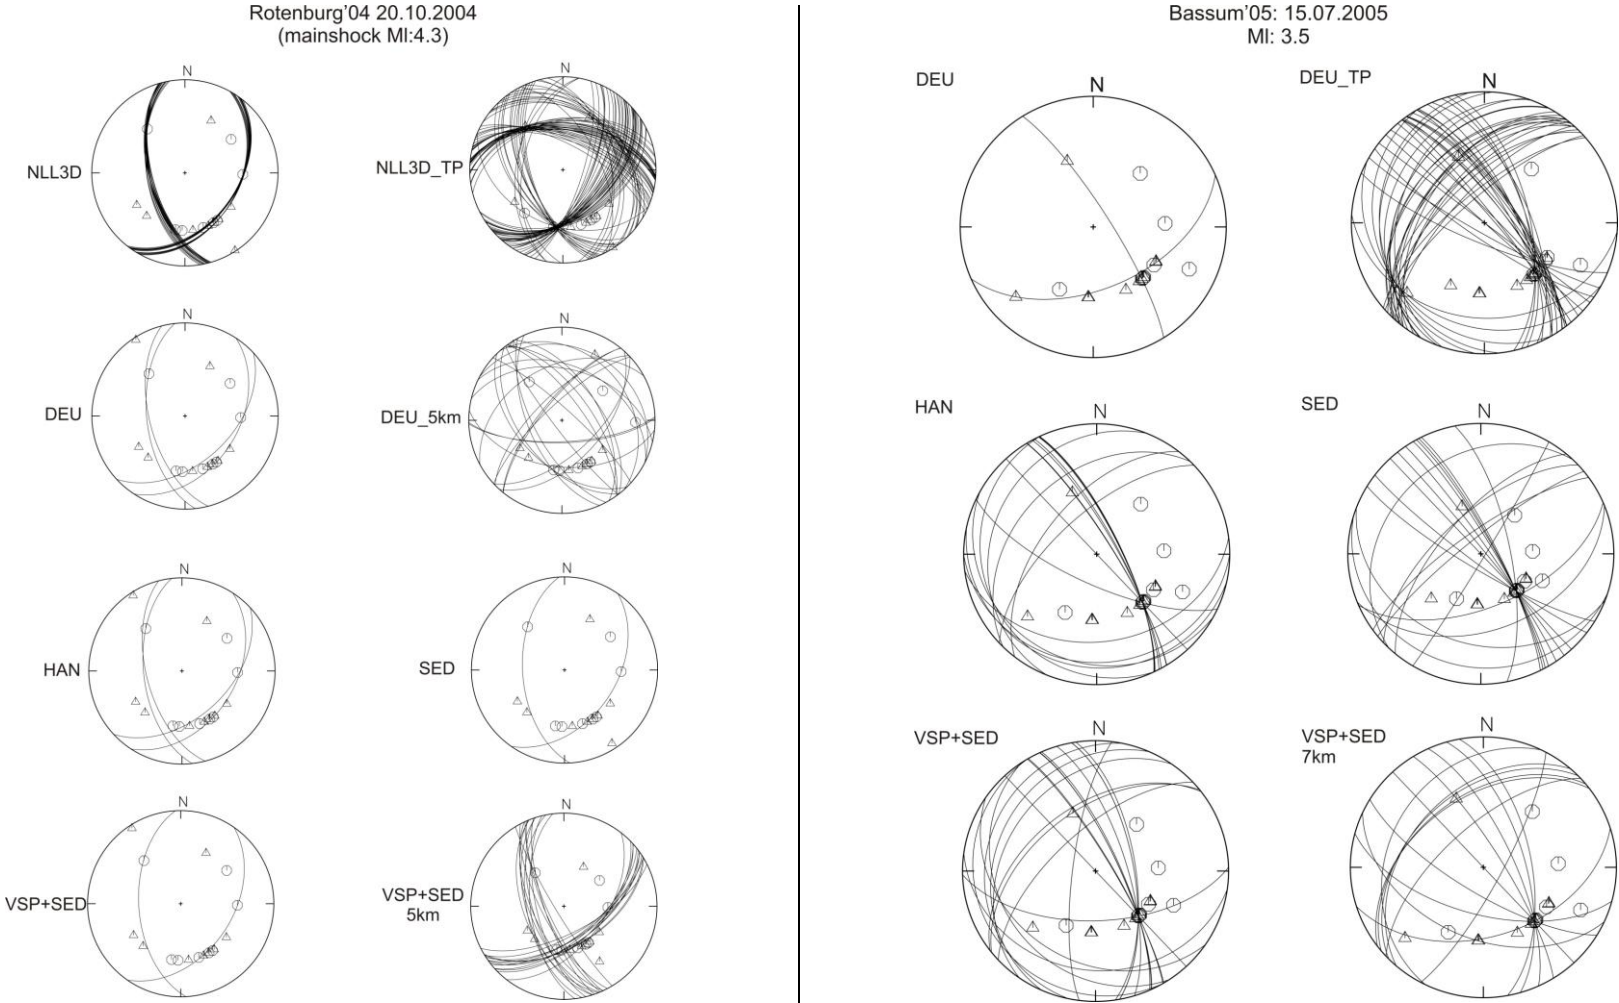 Rotenburg'04 20.10.2004
(mainshock Ml:4.3)
N
NLL3D
N
NLL3D_TP
N
DEU
N
DEU_5km
N
HAN
N
SED
N
VSP+SED
N
VSP+SED
5km
Bassum'05: 15.07.2005
Ml: 3.5
DEU
N
DEU_TP
N
HAN
N
SED
N
VSP+SED
N
VSP+SED
7km
N